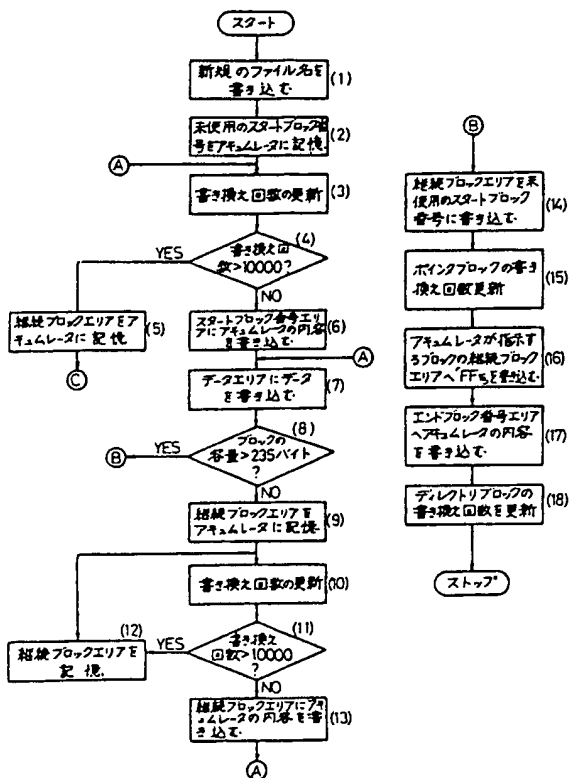 スタート
新規のファイル名を
書き込む
(1)
未使用のスタートブロック番
号をアキュムレータに記憶.
(2)
A
書き換え回数の更新
(3)
(4)
書き換え回
数>10000?
YES
NO
継続ブロックエリアをア
キュムレータに記憶
(5)
C
スタートブロック番号エリ
アにアキュムレータの内容
を書き込む.
(6)
A
データエリアにデータ
を書き込む
(7)
(8)
ブロックの
容量>235バイト
?
YES
B
NO
継続ブロックエリアを
アキュムレータに記憶.
(9)
書き換え回数の更新
(10)
(11)
書き換え
回数>10000
?
YES
(12)
継続ブロックエリアを
記憶.
NO
継続ブロックエリアにアキ
ュムレータの内容を書き
込む.
(13)
A
B
継続ブロックエリアを未
使用のスタートブロック
番号に書き込む.
(14)
ポインタブロックの書き
換え回数更新
(15)
アキュムレータが指示す
るブロックの継続ブロック
エリアへ"FF"を書き込む.
(16)
エンドブロック番号エリア
へアキュムレータの内容
を書き込む.
(17)
ディレクトリブロックの
書き換え回数を更新
(18)
ストップ